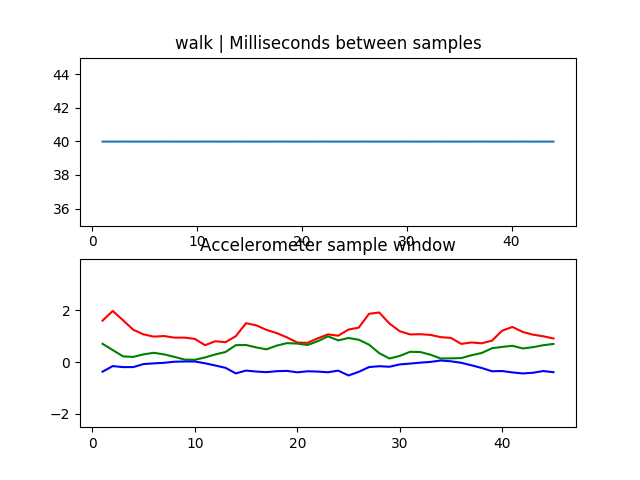 walk | Milliseconds between samples
44
42
40
38
36
0 10 20 30 40
Accelerometer sample window
2
0
−2
0 10 20 30 40